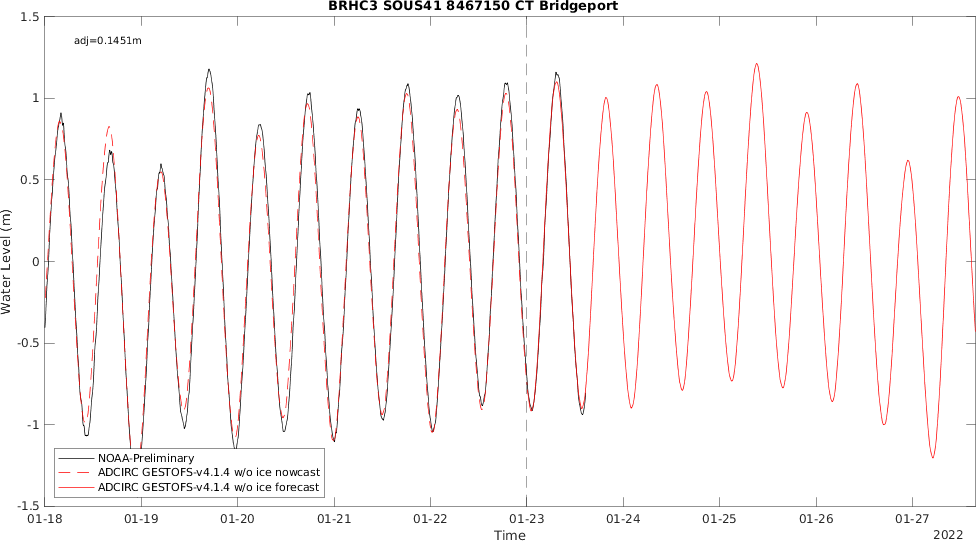 BRHC3 SOUS41 8467150 CT Bridgeport
adj=0.1451m
1.5
1
0.5
0
-0.5
-1
-1.5
Water Level (m)
NOAA-Preliminary
ADCIRC GESTOFS-v4.1.4 w/o ice nowcast
ADCIRC GESTOFS-v4.1.4 w/o ice forecast
01-18 01-19 01-20 01-21 01-22 01-23 01-24 01-25 01-26 01-27
Time
2022